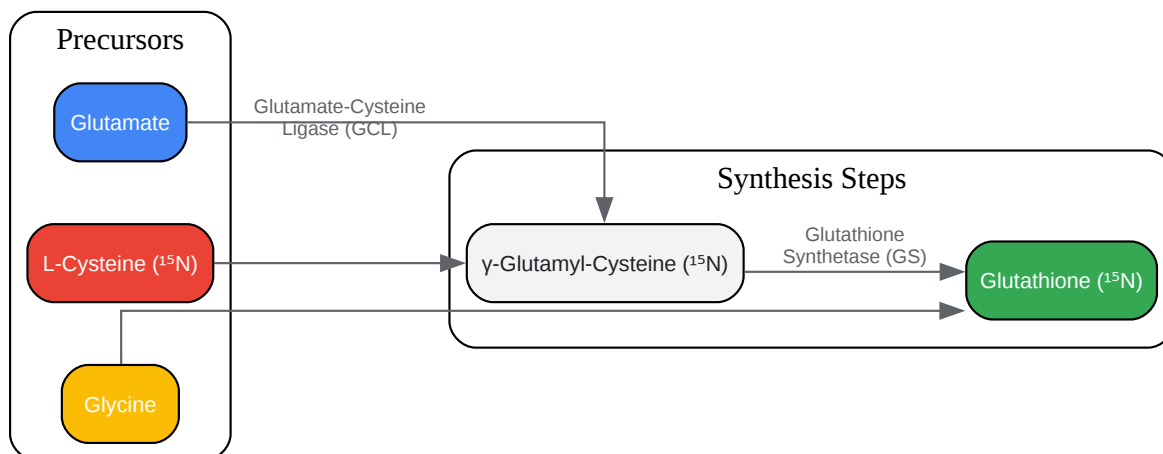 Precursors
Glutamate
Glutamate-Cysteine
Ligase (GCL)
Synthesis Steps
L-Cysteine (¹⁵N)
γ-Glutamyl-Cysteine (¹⁵N)
Glutathione
Synthetase (GS)
Glutathione (¹⁵N)
Glycine